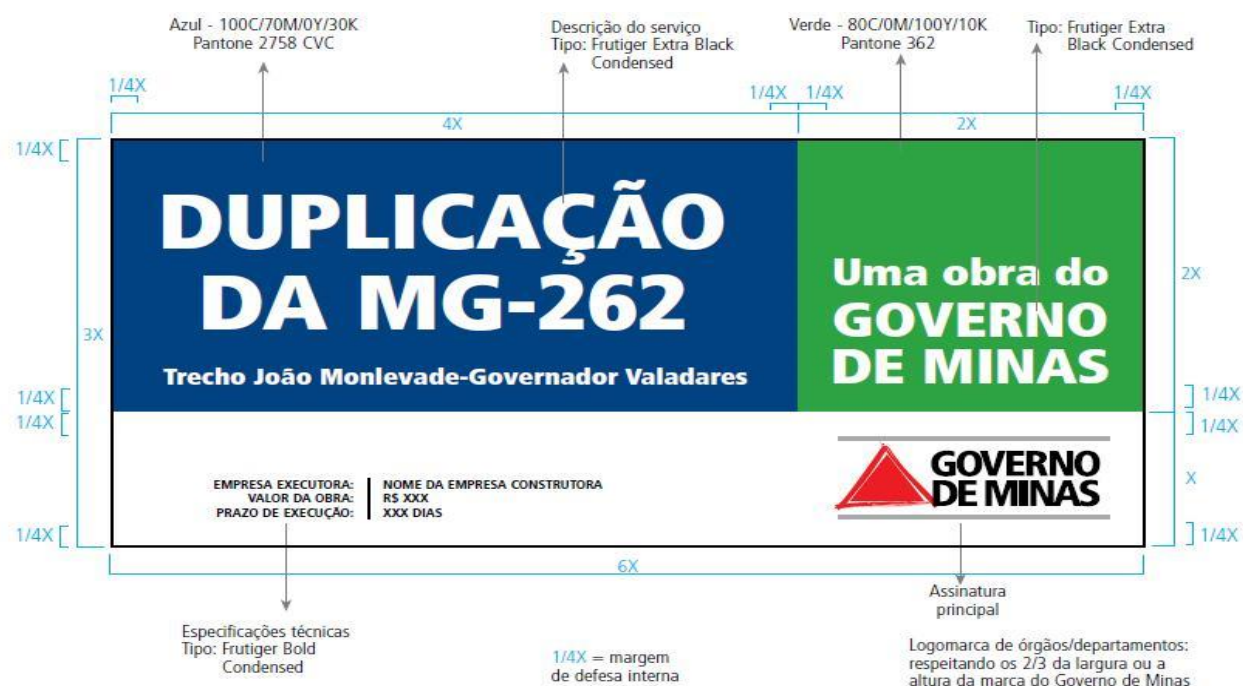 Azul - 100C/70M/0Y/30K
Pantone 2758 CVC
Descrição do serviço
Tipo: Frutiger Extra Black
Condensed
Verde - 80C/0M/100Y/10K
Pantone 362
Tipo: Frutiger Extra
Black Condensed
1/4X
1/4X
1/4X
1/4X
4X
2X
1/4X
DUPLICAÇÃO
DA MG-262
Trecho João Monlevade-Governador Valadares
Uma obra do
GOVERNO
DE MINAS
2X
3X
1/4X
1/4X
1/4X
1/4X
EMPRESA EXECUTORA:
VALOR DA OBRA:
PRAZO DE EXECUÇÃO:
NOME DA EMPRESA CONSTRUTORA
R$ XXX
XXX DIAS
GOVERNO
DE MINAS
X
1/4X
1/4X
6X
Especificações técnicas
Tipo: Frutiger Bold
Condensed
1/4X = margem
de defesa interna
Assinatura
principal
Logomarca de órgãos/departamentos:
respeitando os 2/3 da largura ou a
altura da marca do Governo de Minas